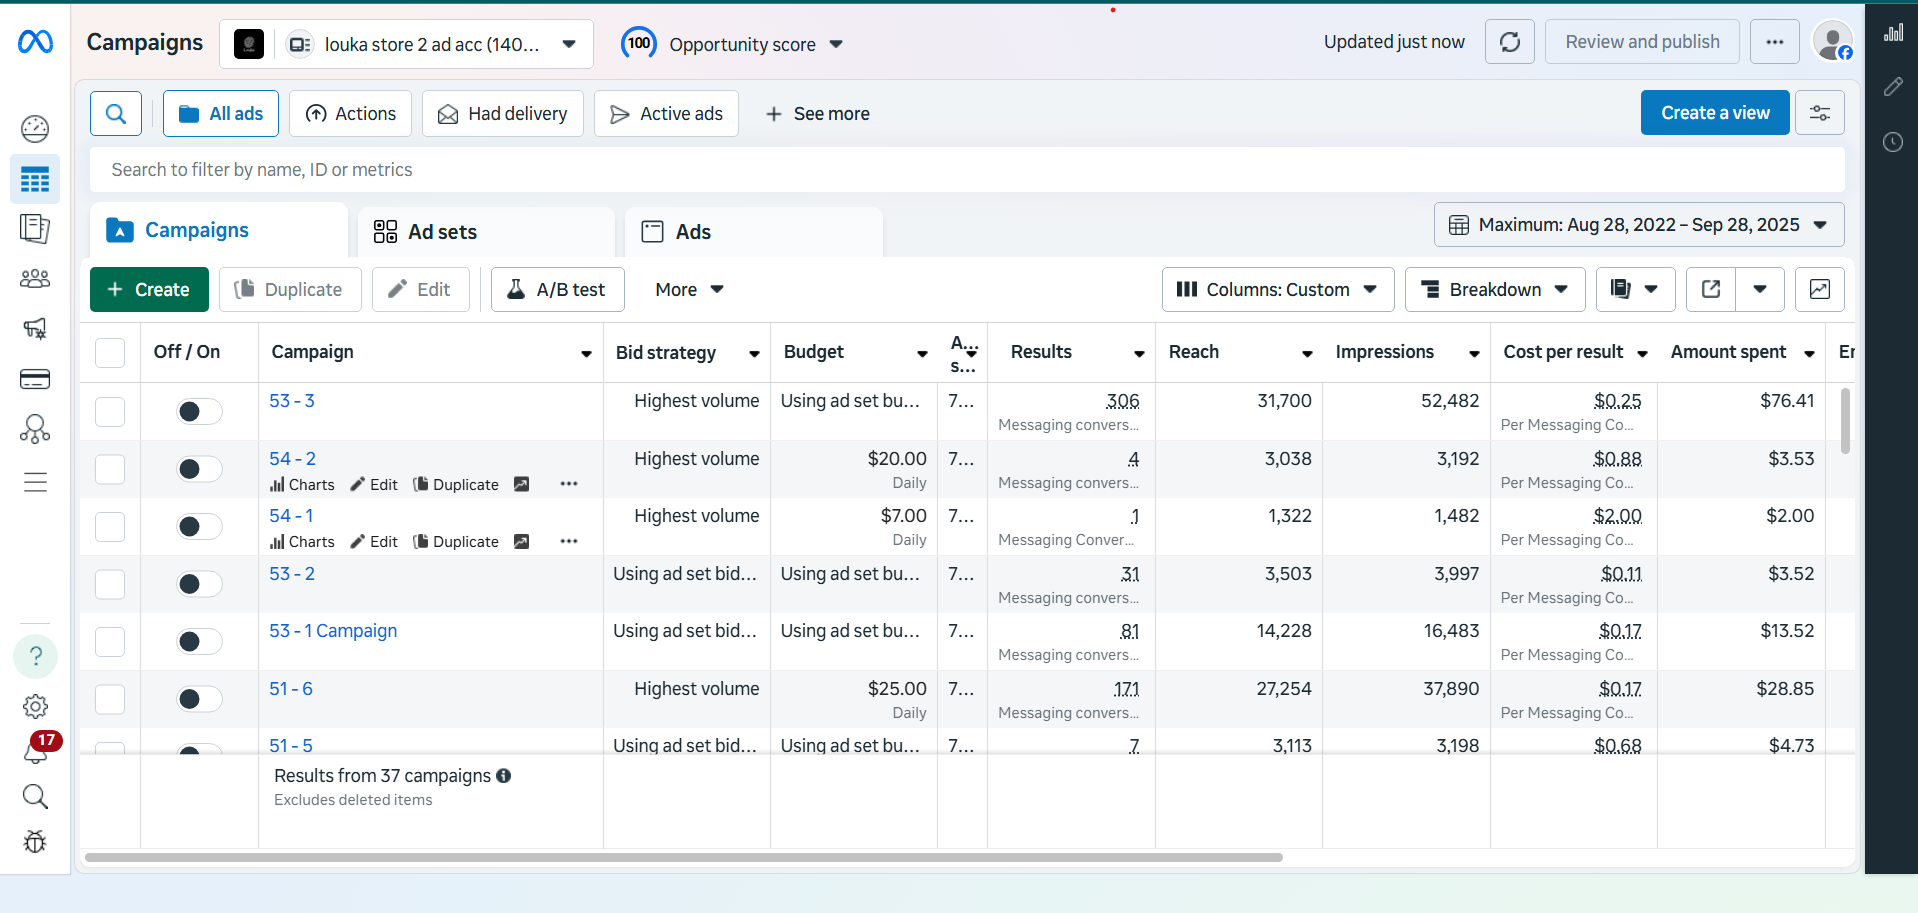 Campaigns
louka store 2 ad acc (140...
100
Opportunity score
Updated just now
Review and publish
All ads
Actions
Had delivery
Active ads
See more
Create a view
Search to filter by name, ID or metrics
Campaigns
Ad sets
Ads
Maximum: Aug 28, 2022 – Sep 28, 2025
Create
Duplicate
Edit
A/B test
More
Columns: Custom
Breakdown
Off / On
Campaign
Bid strategy
Budget
A...
s...
Results
Reach
Impressions
Cost per result
Amount spent
53 - 3
Highest volume
Using ad set bu...
7...
306
31,700
52,482
$0.25
$76.41
Messaging convers...
Per Messaging Co...
54 - 2
Highest volume
$20.00
7...
4
3,038
3,192
$0.88
$3.53
Charts
Edit
Duplicate
Daily
Messaging convers...
Per Messaging Co...
54 - 1
Highest volume
$7.00
7...
1
1,322
1,482
$2.00
$2.00
Charts
Edit
Duplicate
Daily
Messaging Conver...
Per Messaging Co...
53 - 2
Using ad set bid...
Using ad set bu...
7...
31
3,503
3,997
$0.11
$3.52
Messaging convers...
Per Messaging Co...
53 - 1 Campaign
Using ad set bid...
Using ad set bu...
7...
81
14,228
16,483
$0.17
$13.52
Messaging convers...
Per Messaging Co...
51 - 6
Highest volume
$25.00
7...
171
27,254
37,890
$0.17
$28.85
Daily
Messaging convers...
Per Messaging Co...
51 - 5
Using ad set bid...
Using ad set bu...
7...
7
3,113
3,198
$0.68
$4.73
Results from 37 campaigns
Excludes deleted items
?
17